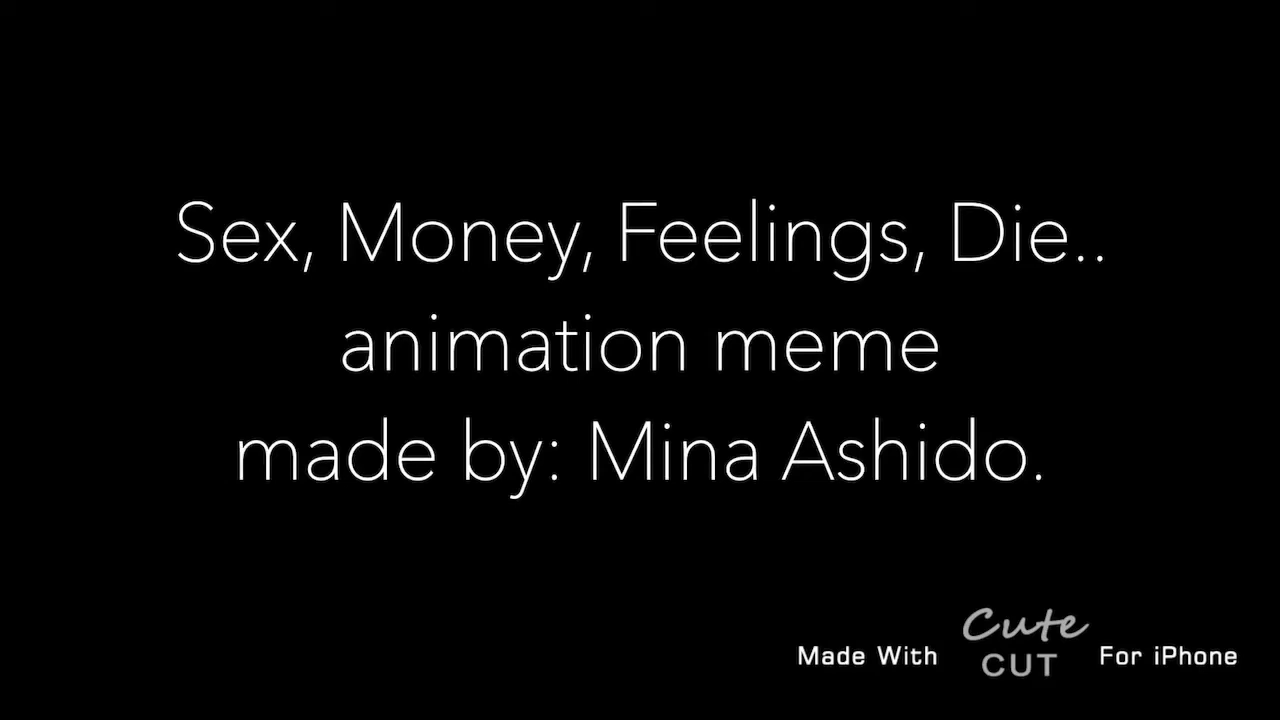 Sex, Money, Feelings, Die..
animation meme
made by: Mina Ashido.
Made With Cute CUT For iPhone